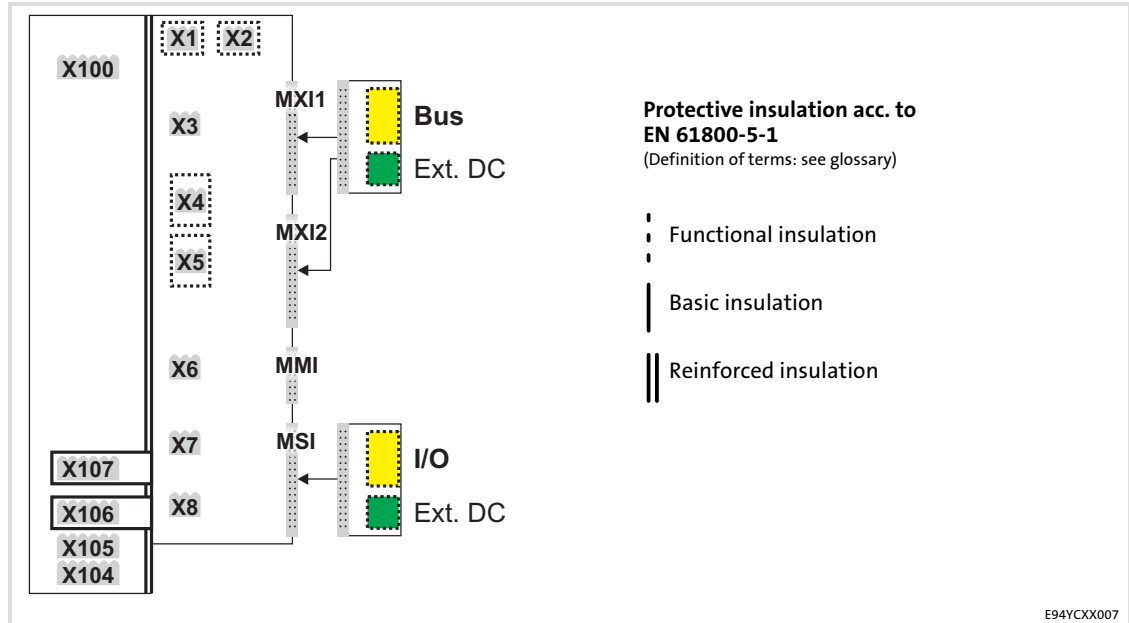 X1 X2
X100
MXI1
X3
Bus
Ext. DC
X4
MXI2
X5
X6
MMI
X7
MSI
I/O
X107
X106
X8
Ext. DC
X105
X104
Protective insulation acc. to
EN 61800-5-1
(Definition of terms: see glossary)
Functional insulation
Basic insulation
Reinforced insulation
E94YCXX007